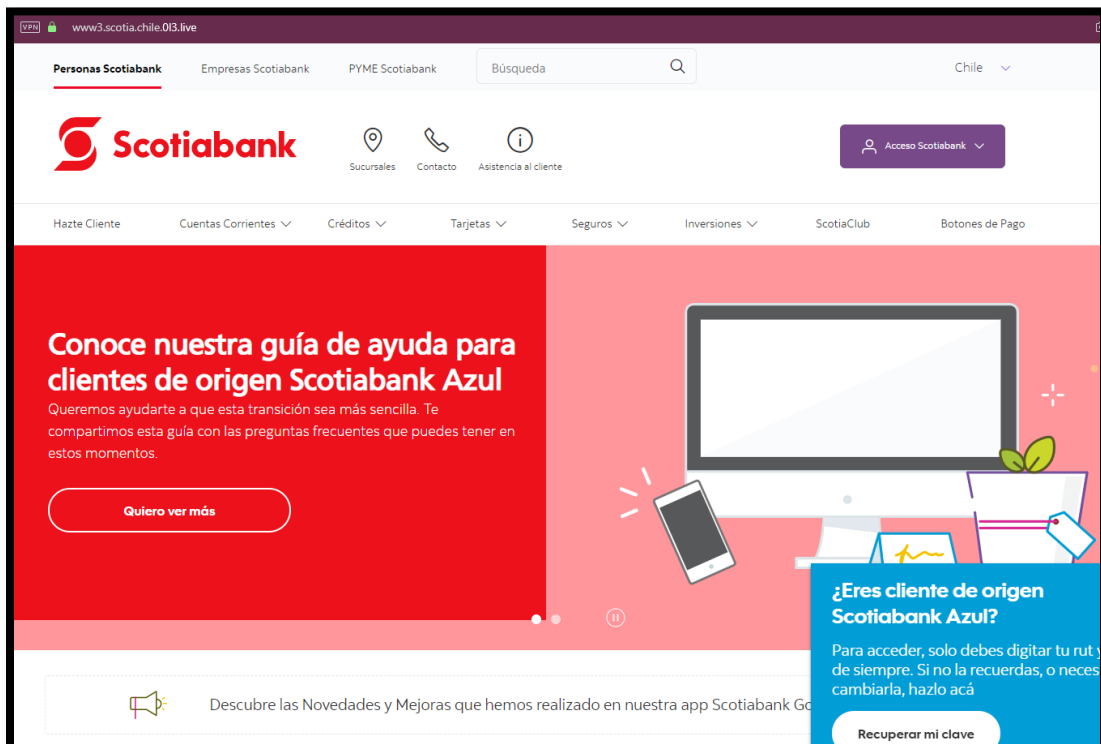 VPN www3.scotia.chile.0l3.live
Personas Scotiabank Empresas Scotiabank PYME Scotiabank Búsqueda Chile
Scotiabank Sucursales Contacto Asistencia al cliente Acceso Scotiabank
Hazte Cliente Cuentas Corrientes Créditos Tarjetas Seguros Inversiones ScotiaClub Botones de Pago
Conoce nuestra guía de ayuda para
clientes de origen Scotiabank Azul
Queremos ayudarte a que esta transición sea más sencilla. Te
compartimos esta guía con las preguntas frecuentes que puedes tener en
estos momentos.
Quiero ver más
¿Eres cliente de origen
Scotiabank Azul?
Para acceder, solo debes digitar tu rut y
de siempre. Si no la recuerdas, o neces
cambiarla, hazlo acá
Recuperar mi clave
Descubre las Novedades y Mejoras que hemos realizado en nuestra app Scotiabank Go